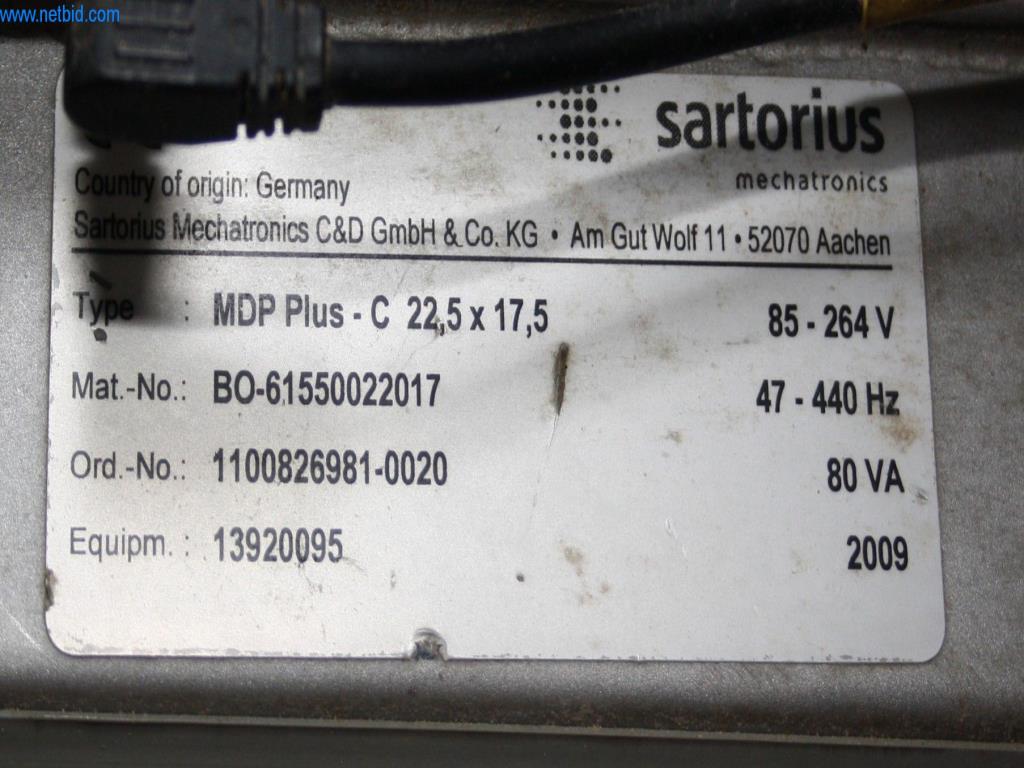 www.netbid.com
sartorius
mechatronics
Country of origin: Germany
Sartorius Mechatronics C&D GmbH & Co. KG • Am Gut Wolf 11 • 52070 Aachen
Type : MDP Plus - C 22,5 x 17,5 85 - 264 V
Mat.-No.: BO-61550022017 47 - 440 Hz
Ord.-No.: 1100826981-0020 80 VA
Equipm. : 13920095 2009